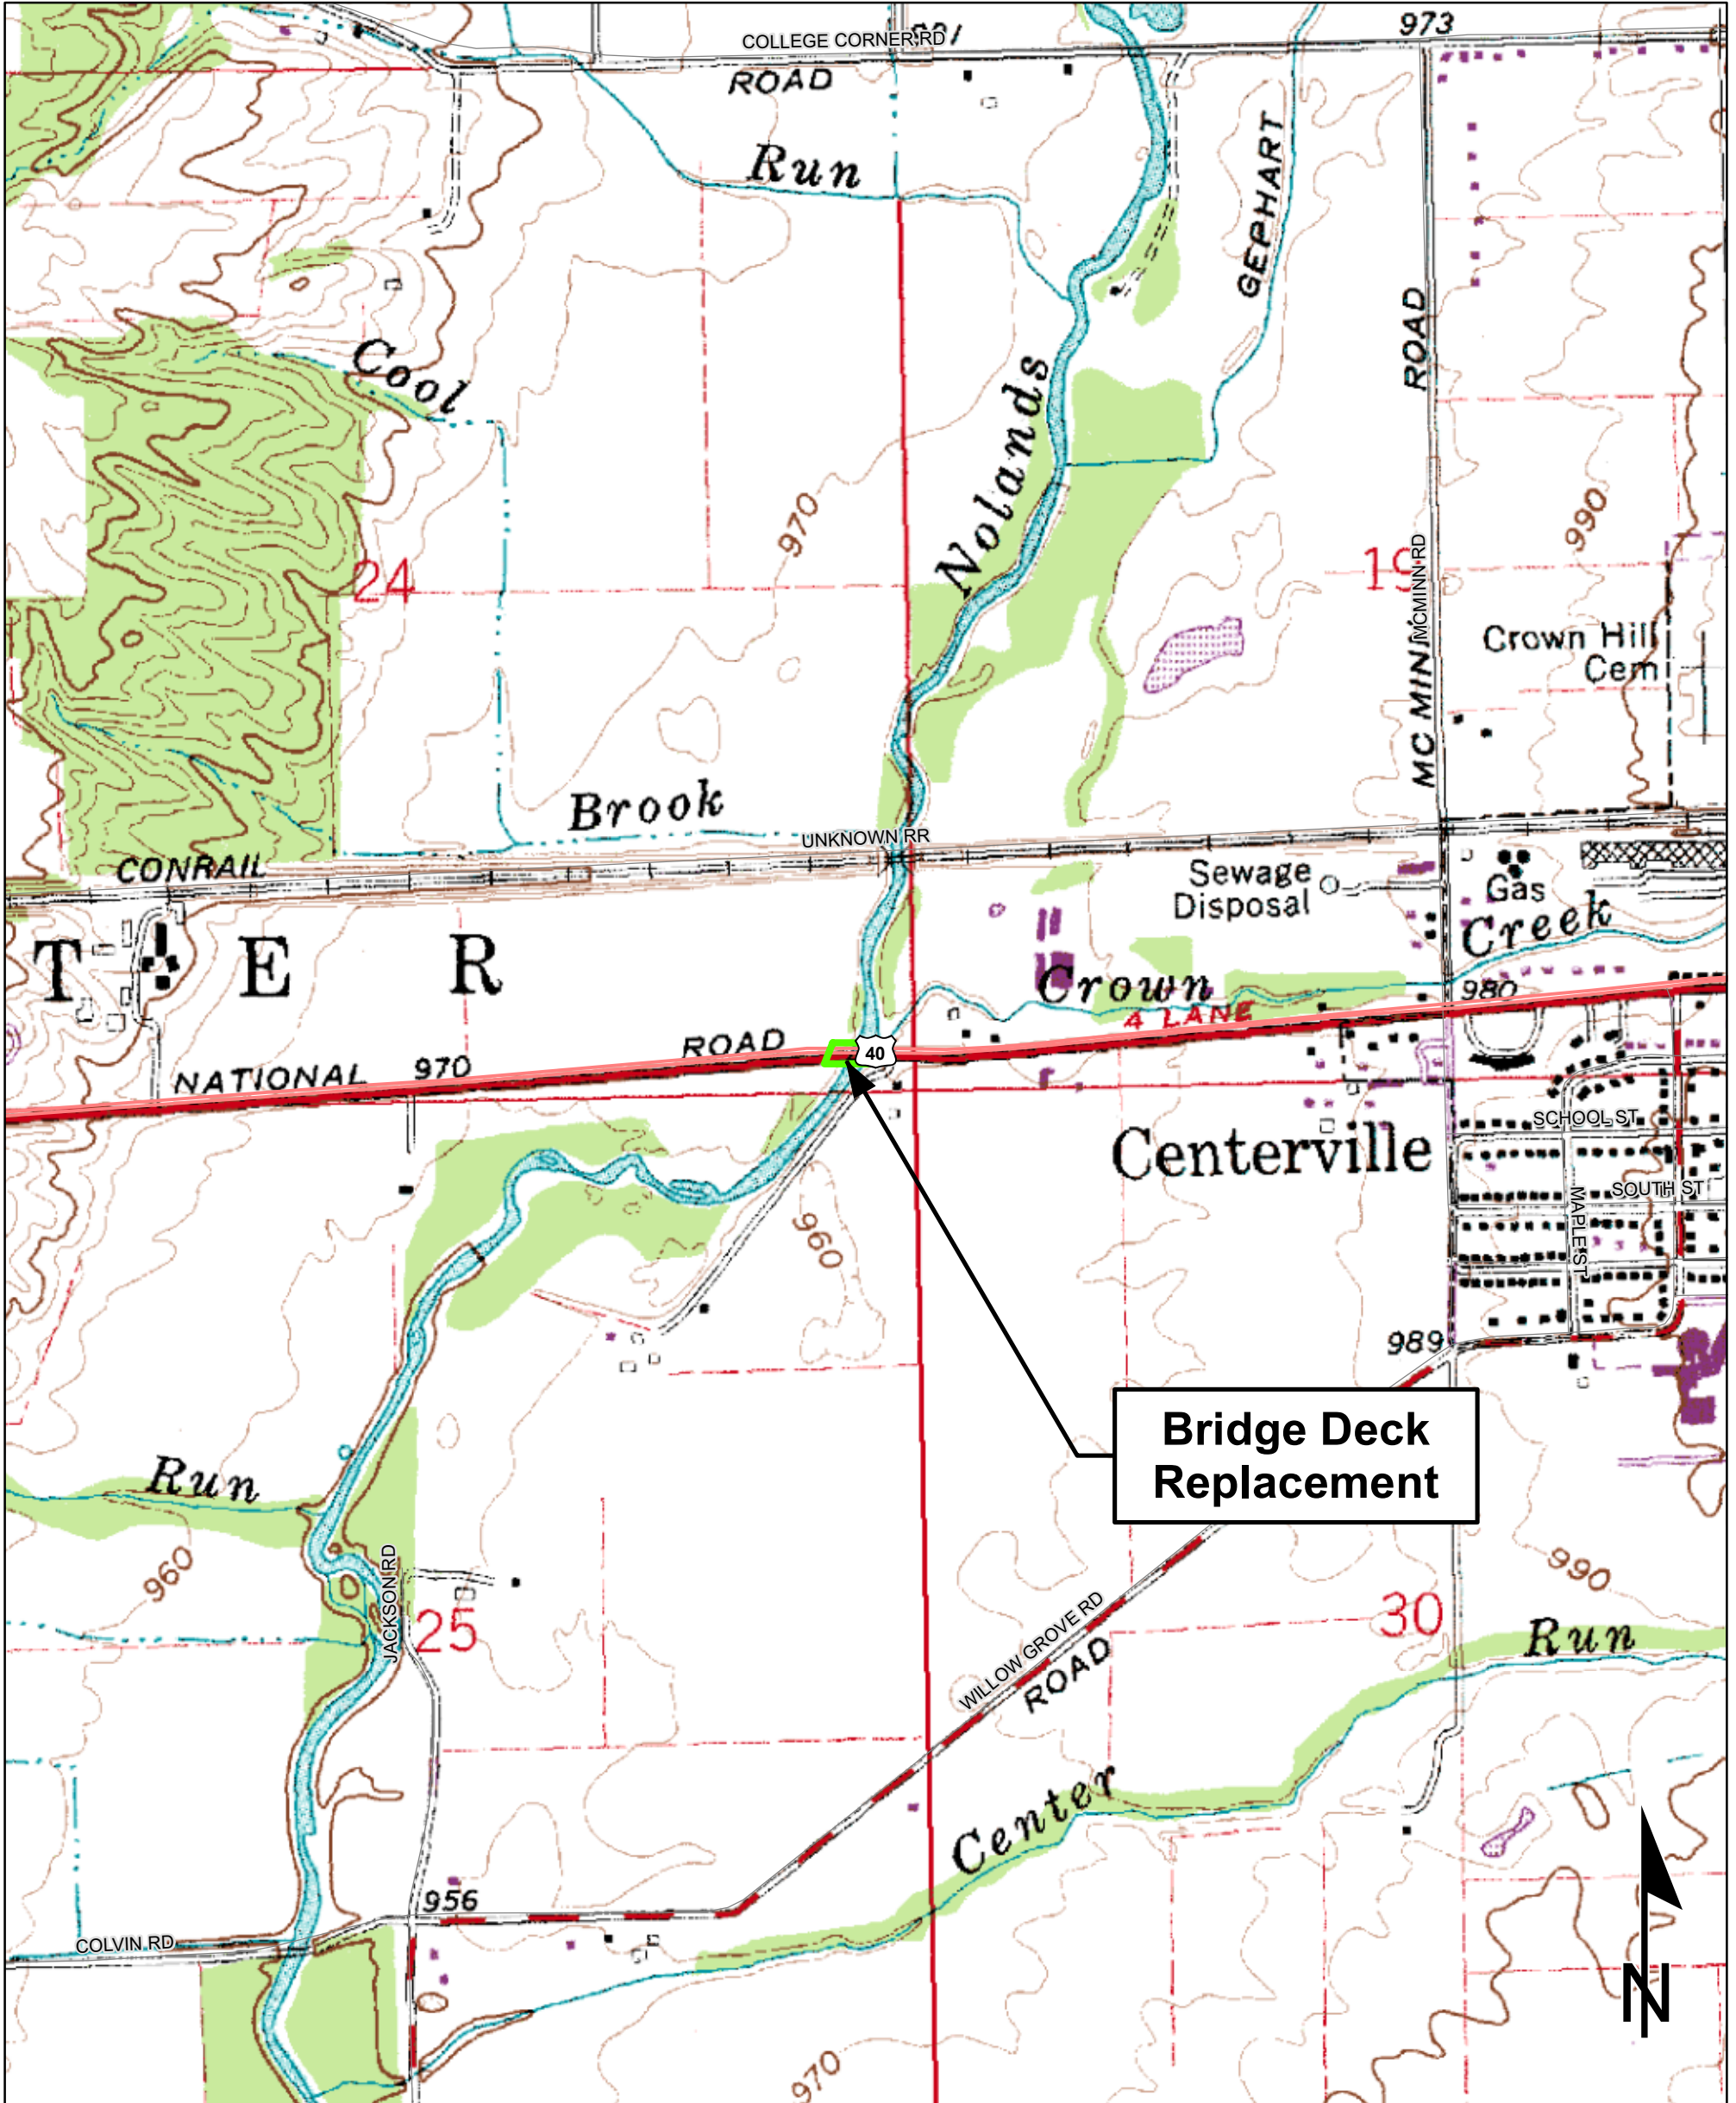 COLLEGE CORNER RD
973
ROAD
Run
GEPHART
ROAD
Cool
Nolands
970
990
24
MCMINN RD
Crown Hill
Cem
MC MINN
Brook
UNKNOWN RR
CONRAIL
Sewage
Disposal
Gas
Creek
T E R
Crown
980
4 LANE
ROAD
40
970
NATIONAL
SCHOOL ST
Centerville
SOUTH ST
MAPLE ST
960
989
Bridge Deck
Replacement
Run
960
JACKSON RD
990
25
30
WILLOW GROVE RD
ROAD
Run
Center
956
COLVIN RD
N
970